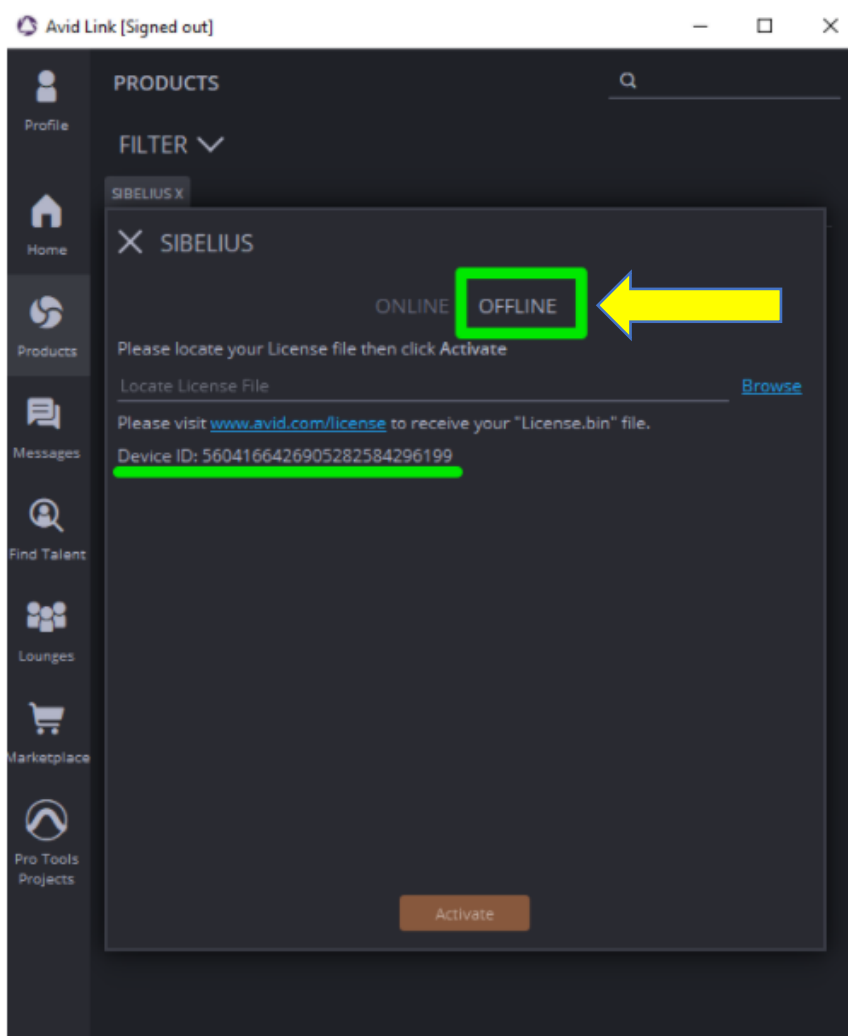 Avid Link [Signed out]
Profile
Home
Products
Messages
Find Talent
Lounges
Marketplace
Pro Tools
Projects
PRODUCTS
FILTER
SIBELIUS X
SIBELIUS
ONLINE OFFLINE
Please locate your License file then click Activate
Locate License File Browse
Please visit www.avid.com/license to receive your "License.bin" file.
Device ID: 5604166426905282584296199
Activate